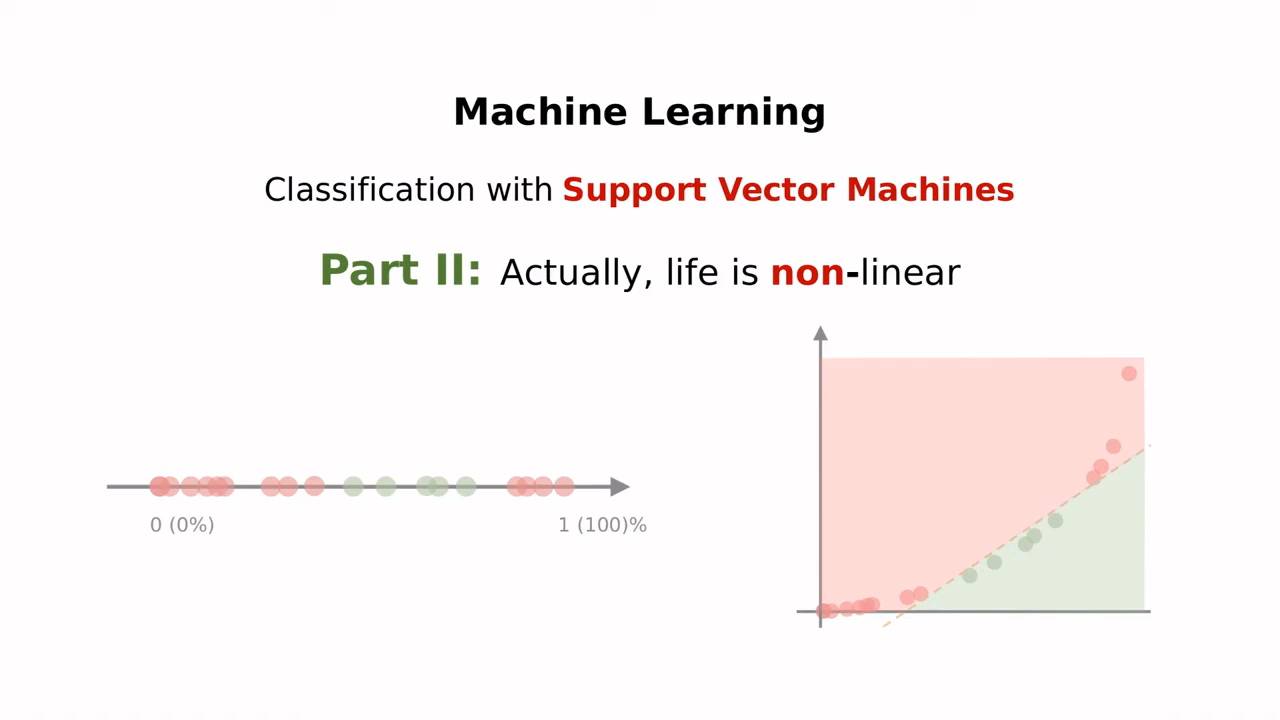 Machine Learning
Classification with Support Vector Machines
Part II: Actually, life is non-linear
0 (0%)
1 (100)%